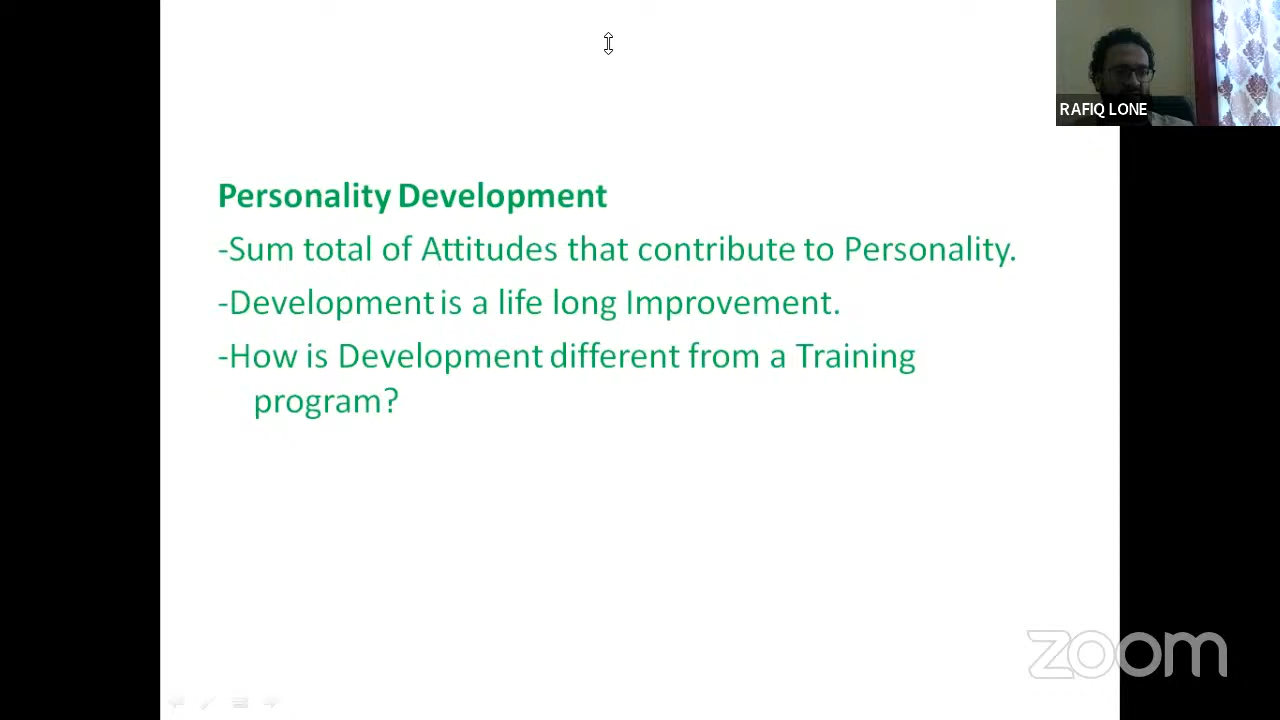 RAFIQ LONE
Personality Development
-Sum total of Attitudes that contribute to Personality.
-Development is a life long Improvement.
-How is Development different from a Training
program?
zoom